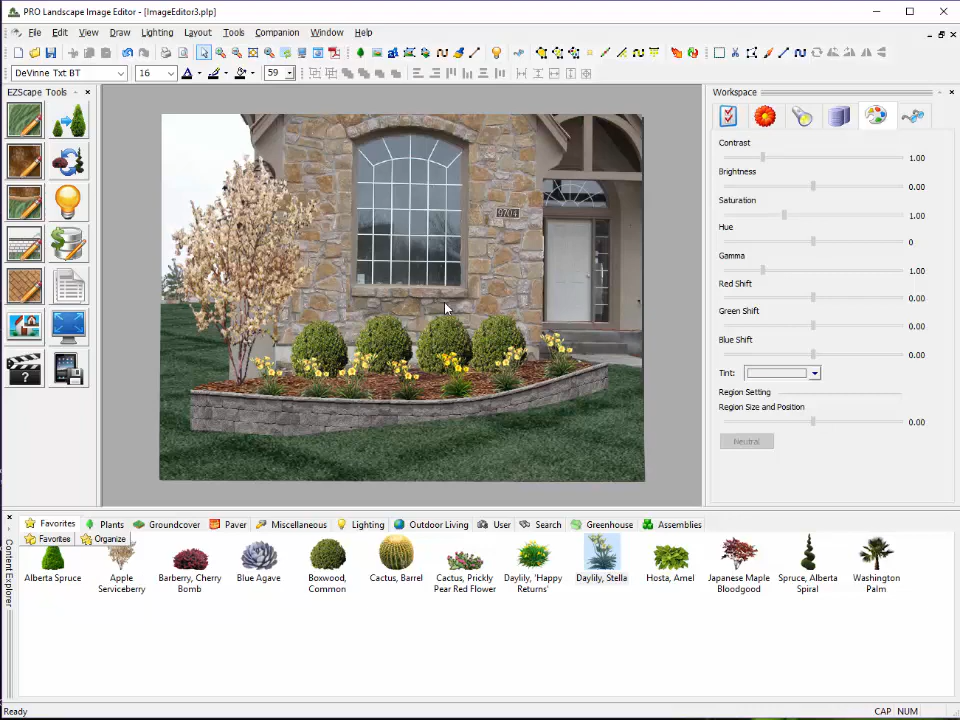 PRO Landscape Image Editor - [ImageEditor3.plp]
File Edit View Draw Lighting Layout Tools Companion Window Help
DeVinne Txt BT 16 59
EZScape Tools
Workspace
9704
Contrast
1.00
Brightness
0.00
Saturation
1.00
Hue
0
Gamma
1.00
Red Shift
0.00
Green Shift
0.00
Blue Shift
0.00
Tint:
Region Setting
Region Size and Position
0.00
Neutral
Content Explorer
Favorites Plants Groundcover Paver Miscellaneous Lighting Outdoor Living User Search Greenhouse Assemblies
Favorites Organize
Alberta Spruce
Apple Serviceberry
Barberry, Cherry Bomb
Blue Agave
Boxwood, Common
Cactus, Barrel
Cactus, Prickly Pear Red Flower
Daylily, 'Happy Returns'
Daylily, Stella
Hosta, Amel
Japanese Maple Bloodgood
Spruce, Alberta Spiral
Washington Palm
Ready
CAP NUM